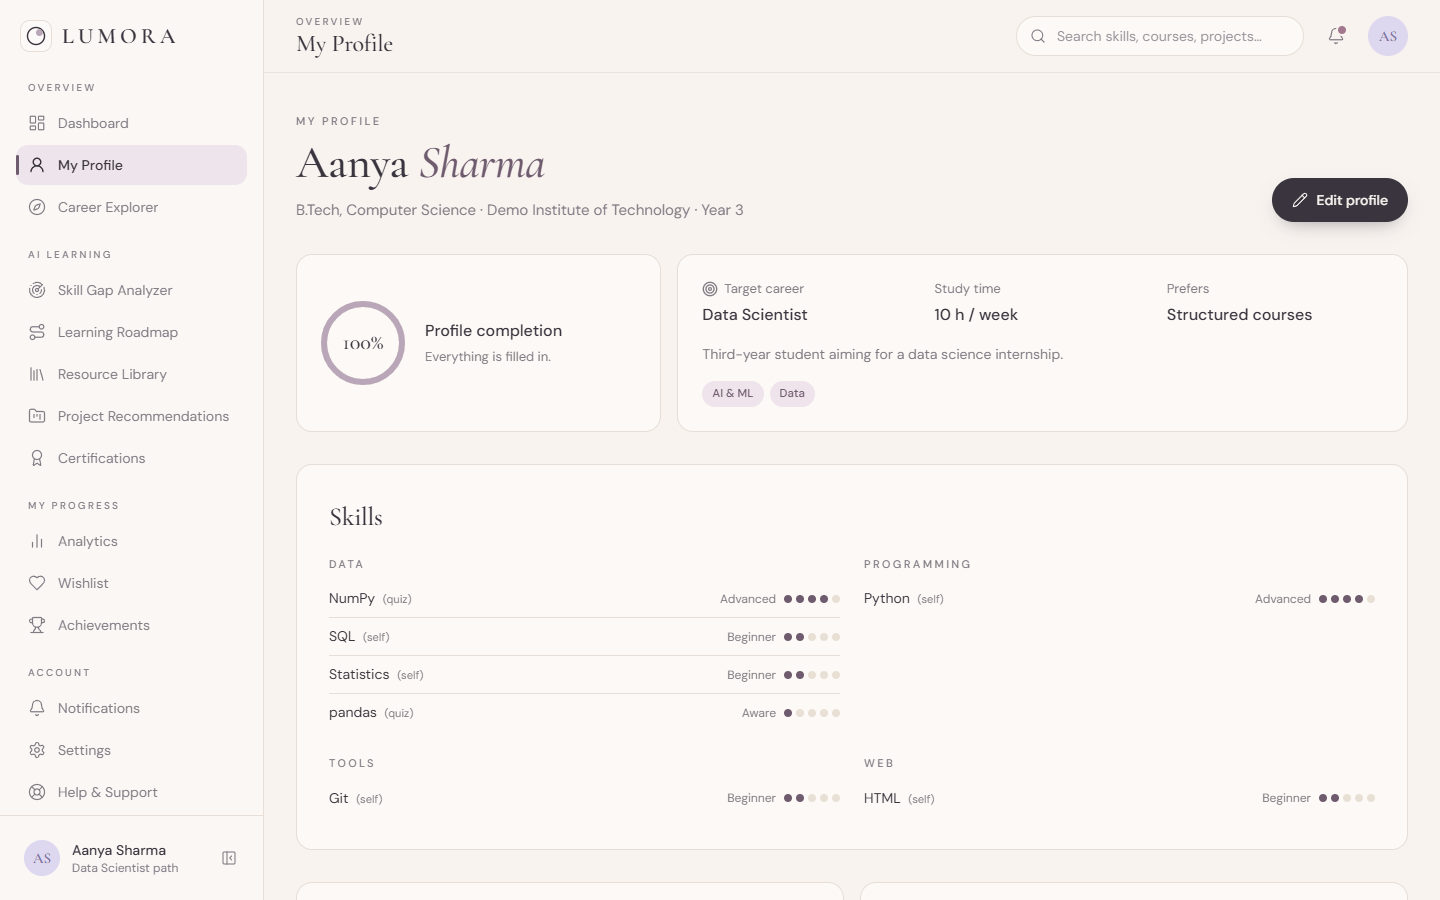 LUMORA
OVERVIEW
Dashboard
My Profile
Career Explorer
AI LEARNING
Skill Gap Analyzer
Learning Roadmap
Resource Library
Project Recommendations
Certifications
MY PROGRESS
Analytics
Wishlist
Achievements
ACCOUNT
Notifications
Settings
Help & Support
AS
Aanya Sharma
Data Scientist path
OVERVIEW
My Profile
Search skills, courses, projects...
AS
MY PROFILE
Aanya Sharma
B.Tech, Computer Science · Demo Institute of Technology · Year 3
Edit profile
100%
Profile completion
Everything is filled in.
Target career
Data Scientist
Study time
10 h / week
Prefers
Structured courses
Third-year student aiming for a data science internship.
AI & ML
Data
Skills
DATA
NumPy (quiz) Advanced
SQL (self) Beginner
Statistics (self) Beginner
pandas (quiz) Aware
PROGRAMMING
Python (self) Advanced
TOOLS
Git (self) Beginner
WEB
HTML (self) Beginner